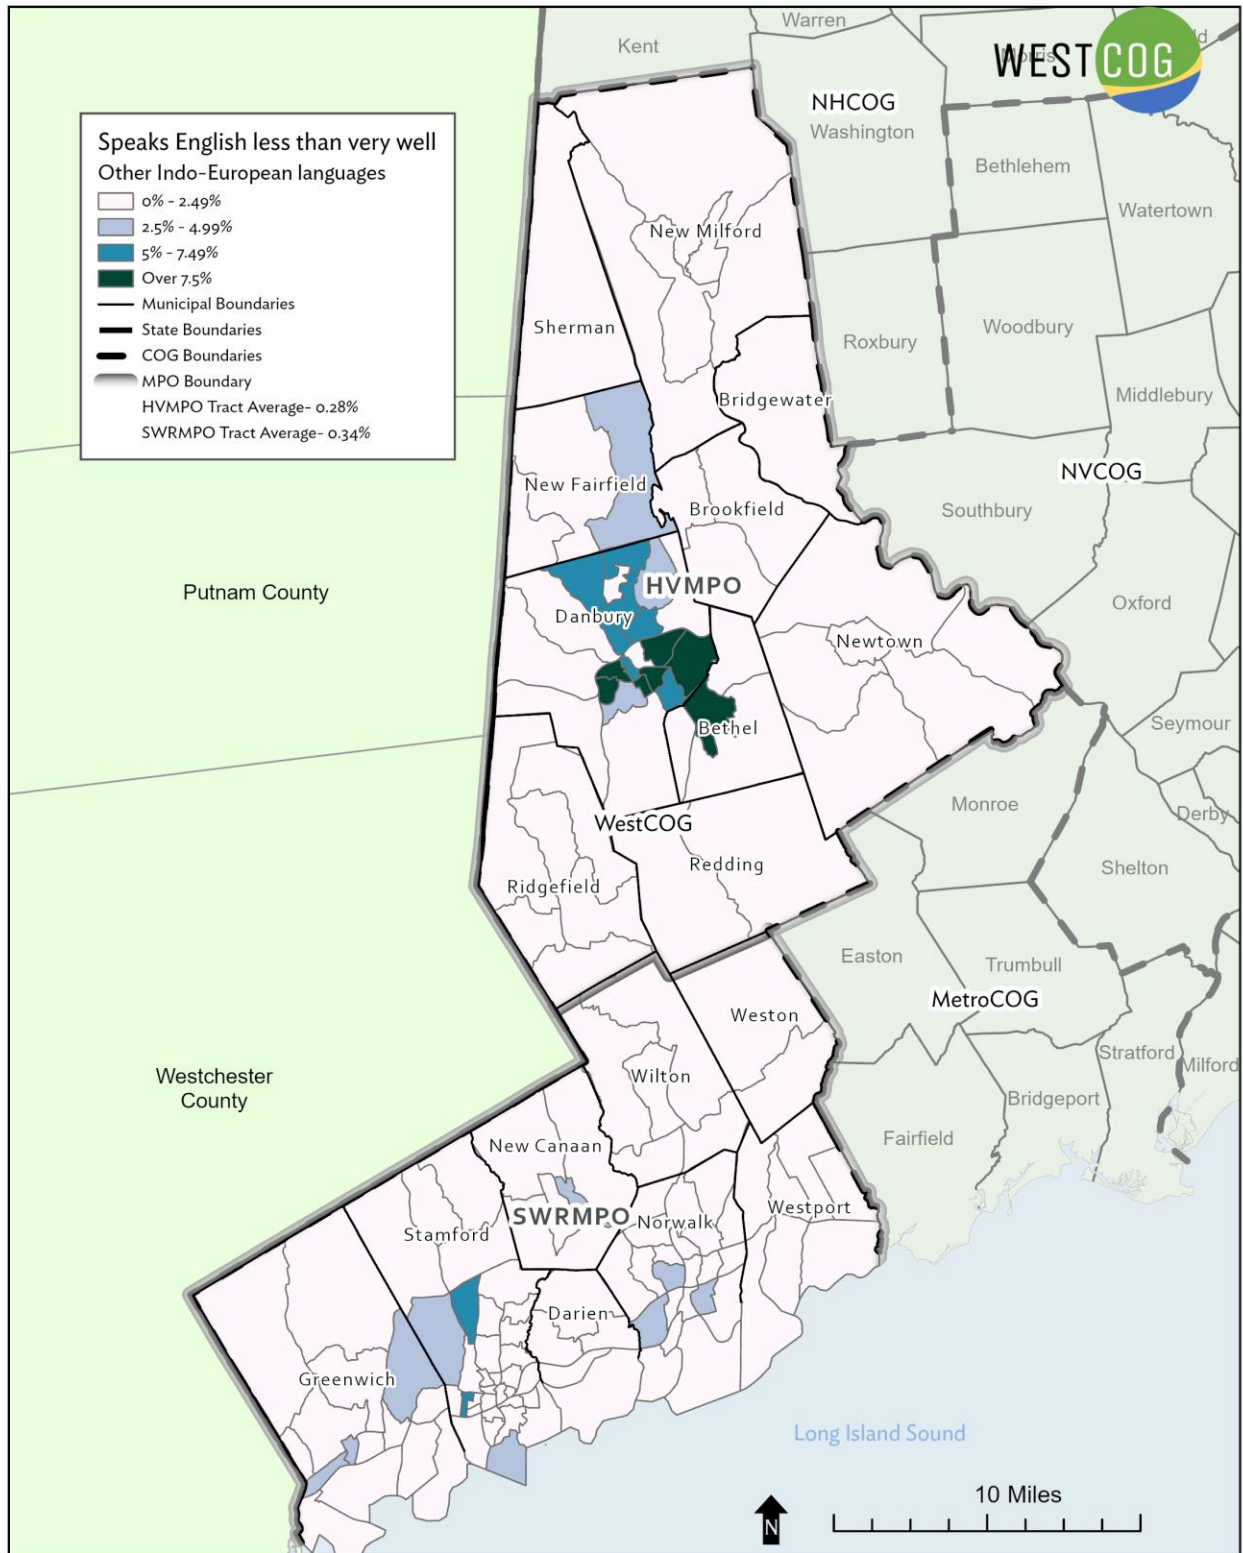 Warren
Kent
Morris
ld
WESTCOG
NHCOG
Washington
Bethlehem
Watertown
Speaks English less than very well
Other Indo-European languages
0% - 2.49%
2.5% - 4.99%
5% - 7.49%
Over 7.5%
Municipal Boundaries
State Boundaries
COG Boundaries
MPO Boundary
HVMPO Tract Average- 0.28%
SWRMPO Tract Average- 0.34%
New Milford
Sherman
Roxbury
Woodbury
Bridgewater
Middlebury
New Fairfield
Brookfield
NVCOG
Southbury
Putnam County
HVMPO
Danbury
Oxford
Newtown
Bethel
Seymour
Monroe
Derby
WestCOG
Redding
Shelton
Ridgefield
Easton
Trumbull
MetroCOG
Weston
Stratford
Milford
Westchester
County
Wilton
Bridgeport
New Canaan
Fairfield
SWRMPO
Norwalk
Westport
Stamford
Darien
Greenwich
Long Island Sound
10 Miles
N